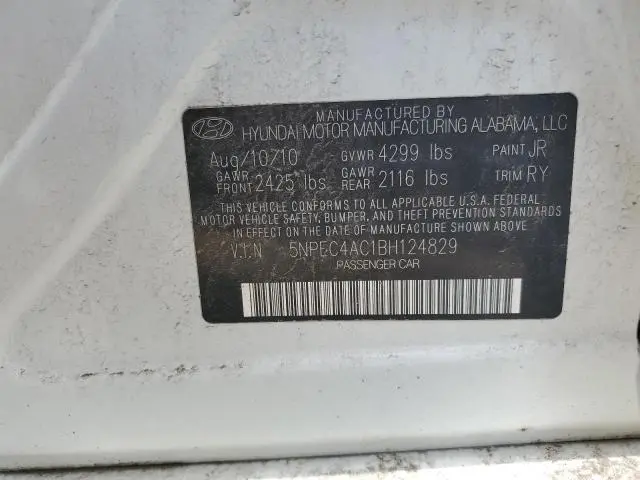 MANUFACTURED BY
HYUNDAI MOTOR MANUFACTURING ALABAMA, LLC
Aug/10/10 GVWR 4299 lbs PAINT JR
GAWR FRONT 2425 lbs GAWR REAR 2116 lbs TRIM RY
THIS VEHICLE CONFORMS TO ALL APPLICABLE U.S.A. FEDERAL
MOTOR VEHICLE SAFETY, BUMPER, AND THEFT PREVENTION STANDARDS
IN EFFECT ON THE DATE OF MANUFACTURE SHOWN ABOVE
V.I.N 5NPEC4AC1BH124829
PASSENGER CAR